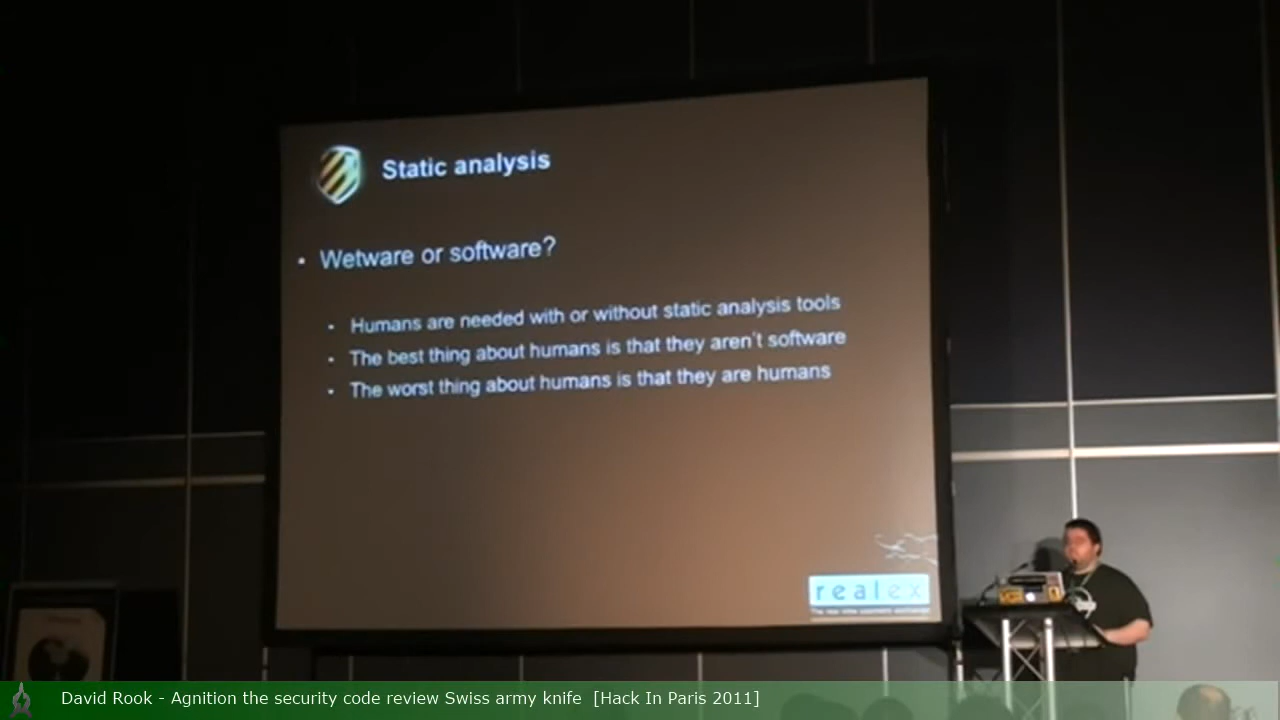 Static analysis
• Wetware or software?
• Humans are needed with or without static analysis tools
• The best thing about humans is that they aren't software
• The worst thing about humans is that they are humans
realex
David Rook - Agnition the security code review Swiss army knife [Hack In Paris 2011]